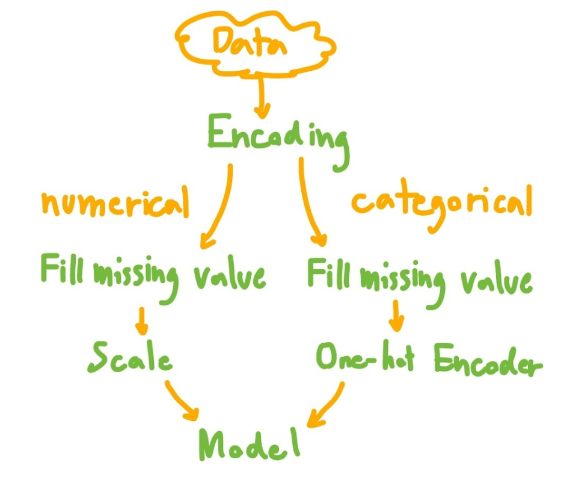 Data
Encoding
numerical
categorical
Fill missing value
Fill missing value
Scale
One-hot Encoder
Model